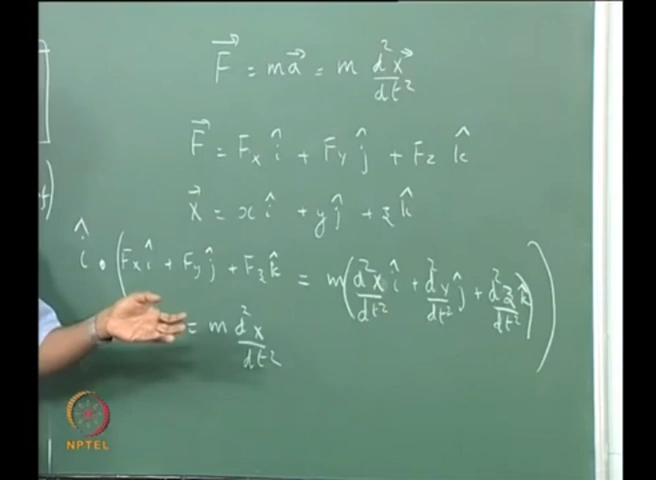 F⃗ = ma⃗ = m d²x⃗/dt²
F⃗ = Fx î + Fy ĵ + Fz k̂
x⃗ = x î + y ĵ + z k̂
î • (Fx î + Fy ĵ + Fz k̂ = m(d²x/dt² î + d²y/dt² ĵ + d²z/dt² k̂))
= m d²x/dt²
NPTEL